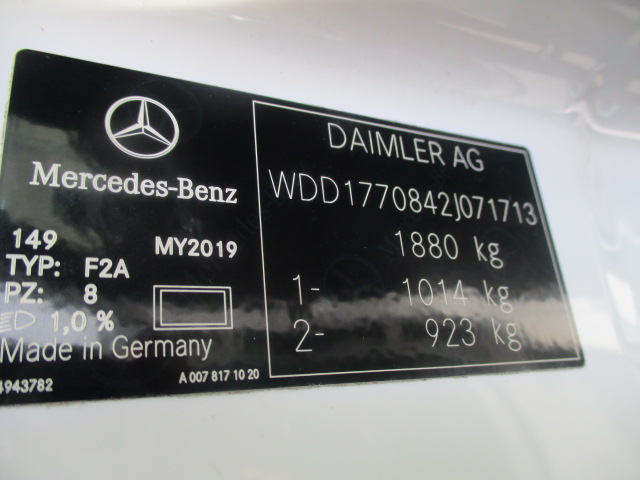 Mercedes-Benz
149 MY2019
TYP: F2A
PZ: 8
1,0 %
Made in Germany
4943782 A 007 817 10 20
DAIMLER AG
WDD1770842J071713
1880 kg
1- 1014 kg
2- 923 kg